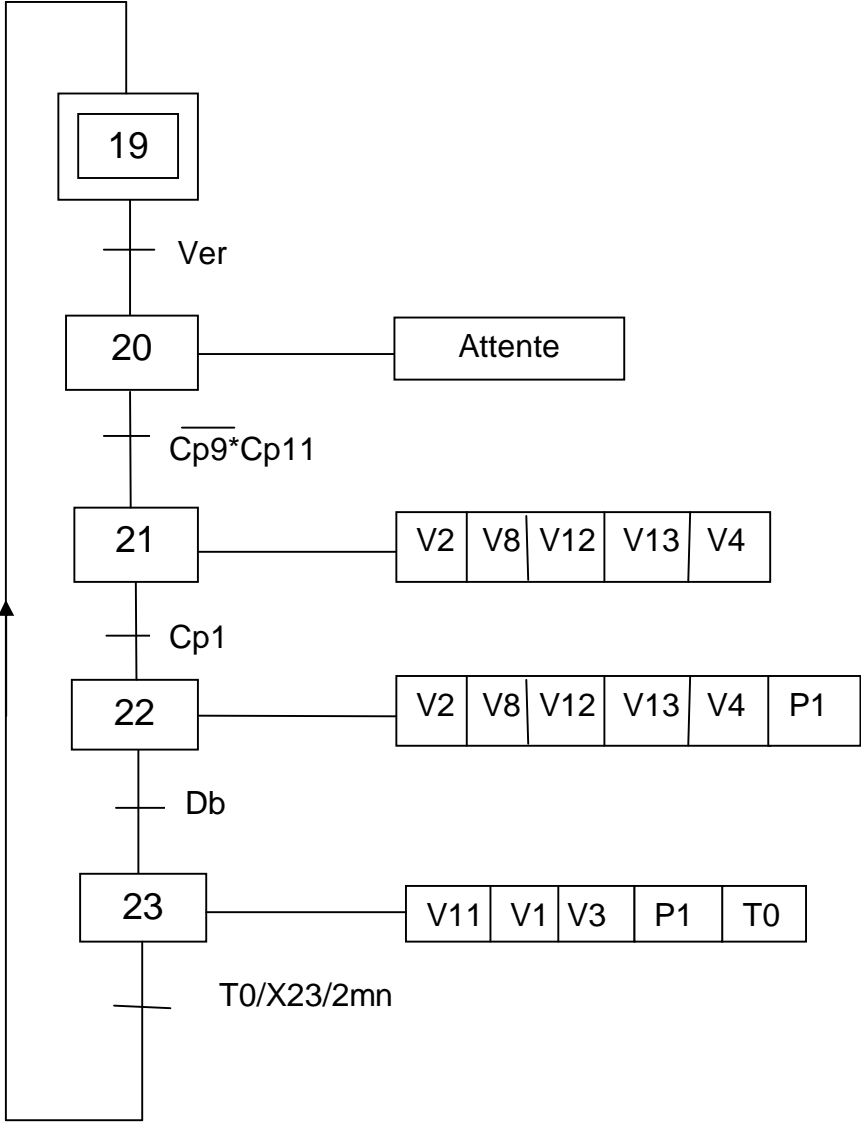 19
Ver
20 Attente
C̅p̅9̅*Cp11
21 V2 V8 V12 V13 V4
Cp1
22 V2 V8 V12 V13 V4 P1
Db
23 V11 V1 V3 P1 T0
T0/X23/2mn